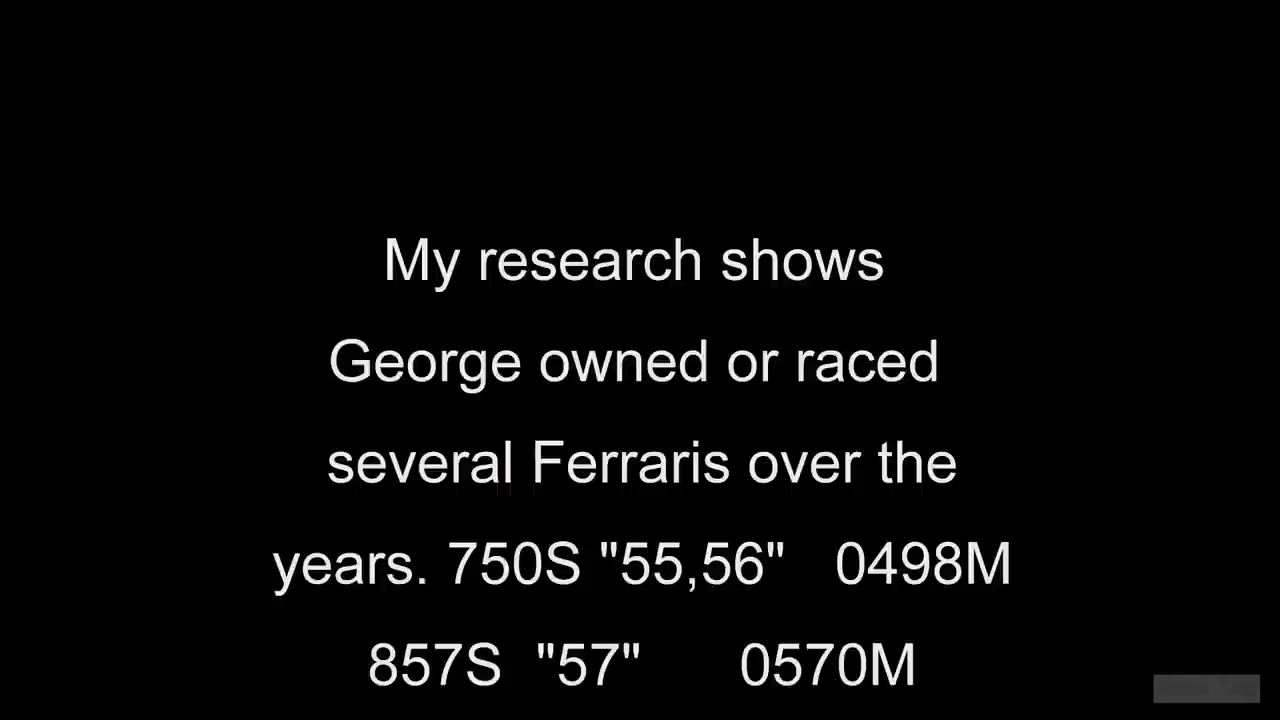 My research shows
George owned or raced
several Ferraris over the
years. 750S "55,56" 0498M
857S "57" 0570M